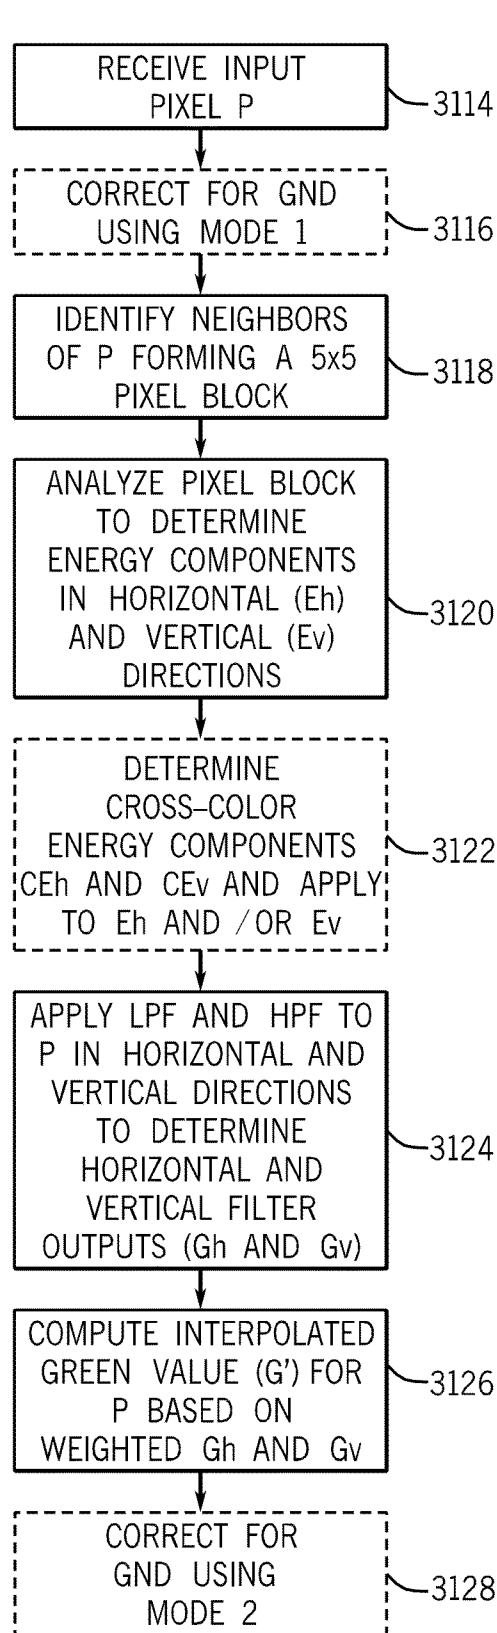 RECEIVE INPUT
PIXEL P
3114
CORRECT FOR GND
USING MODE 1
3116
IDENTIFY NEIGHBORS
OF P FORMING A 5x5
PIXEL BLOCK
3118
ANALYZE PIXEL BLOCK
TO DETERMINE
ENERGY COMPONENTS
IN HORIZONTAL (Eh)
AND VERTICAL (Ev)
DIRECTIONS
3120
DETERMINE
CROSS–COLOR
ENERGY COMPONENTS
CEh AND CEv AND APPLY
TO Eh AND /OR Ev
3122
APPLY LPF AND HPF TO
P IN HORIZONTAL AND
VERTICAL DIRECTIONS
TO DETERMINE
HORIZONTAL AND
VERTICAL FILTER
OUTPUTS (Gh AND Gv)
3124
COMPUTE INTERPOLATED
GREEN VALUE (G') FOR
P BASED ON
WEIGHTED Gh AND Gv
3126
CORRECT FOR
GND USING
MODE 2
3128